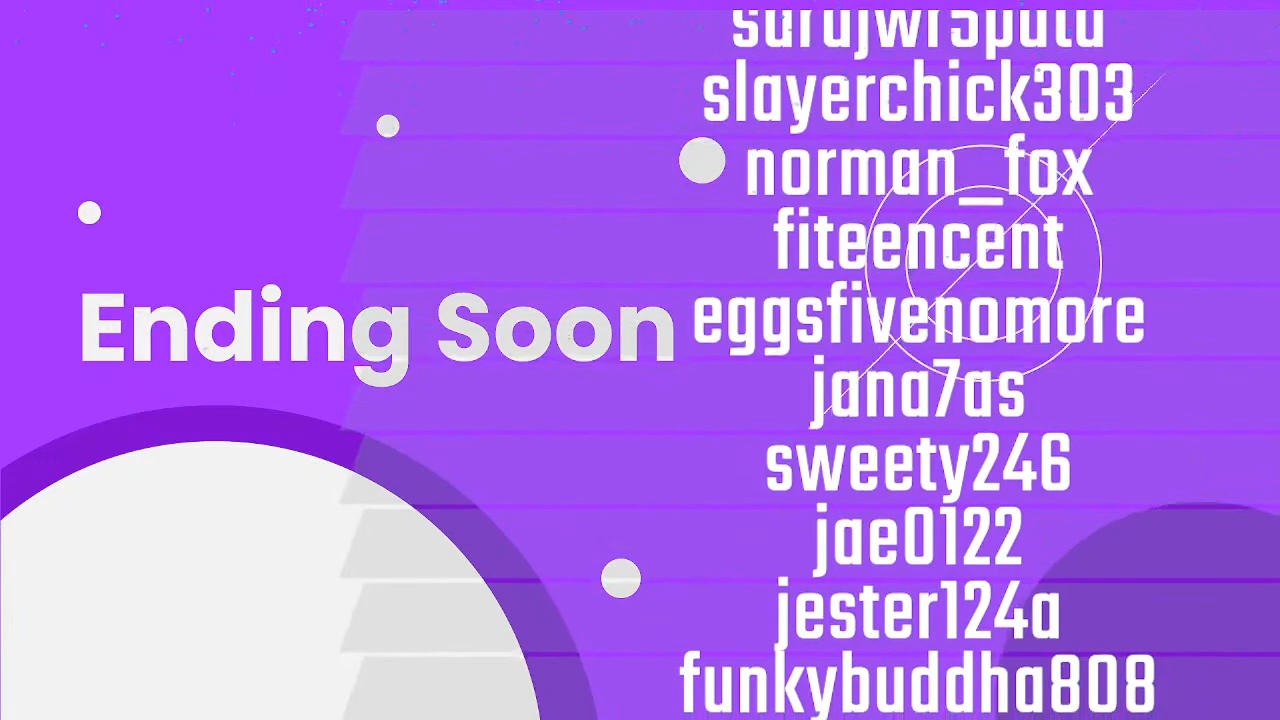 Ending Soon
slayerchick303
norman_fox
fiteencent
eggsfivenomore
jana7as
sweety246
jae0122
jester124a
funkybuddha808